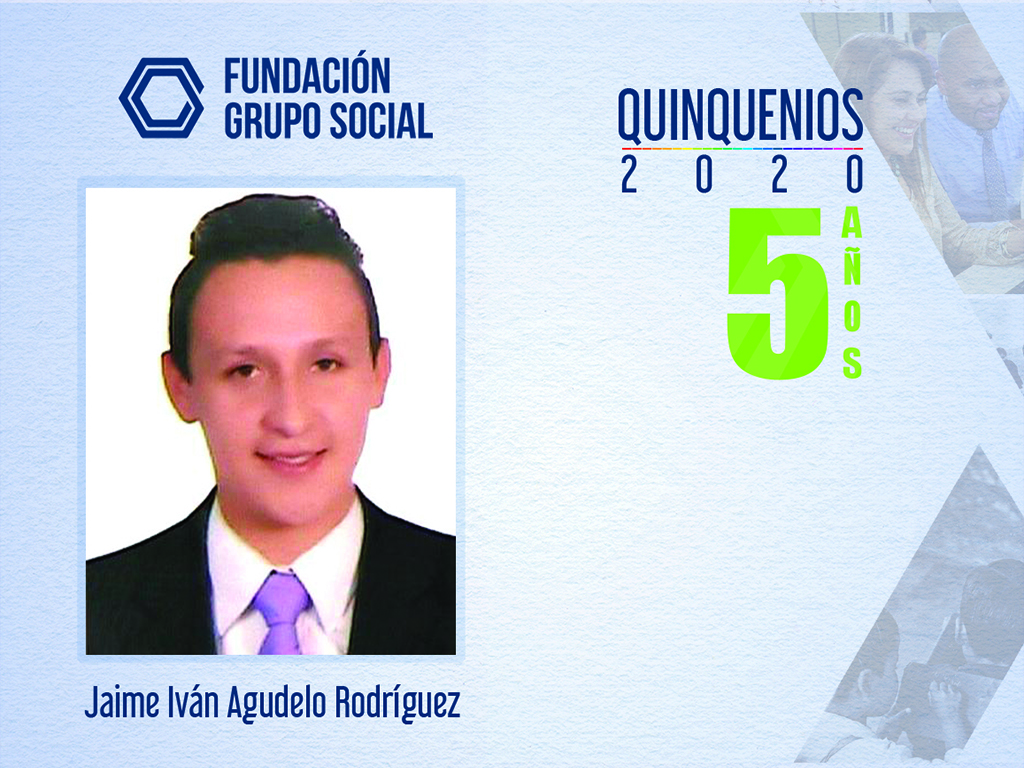 FUNDACIÓN
GRUPO SOCIAL
QUINQUENIOS
2020
5 AÑOS
Jaime Iván Agudelo Rodríguez